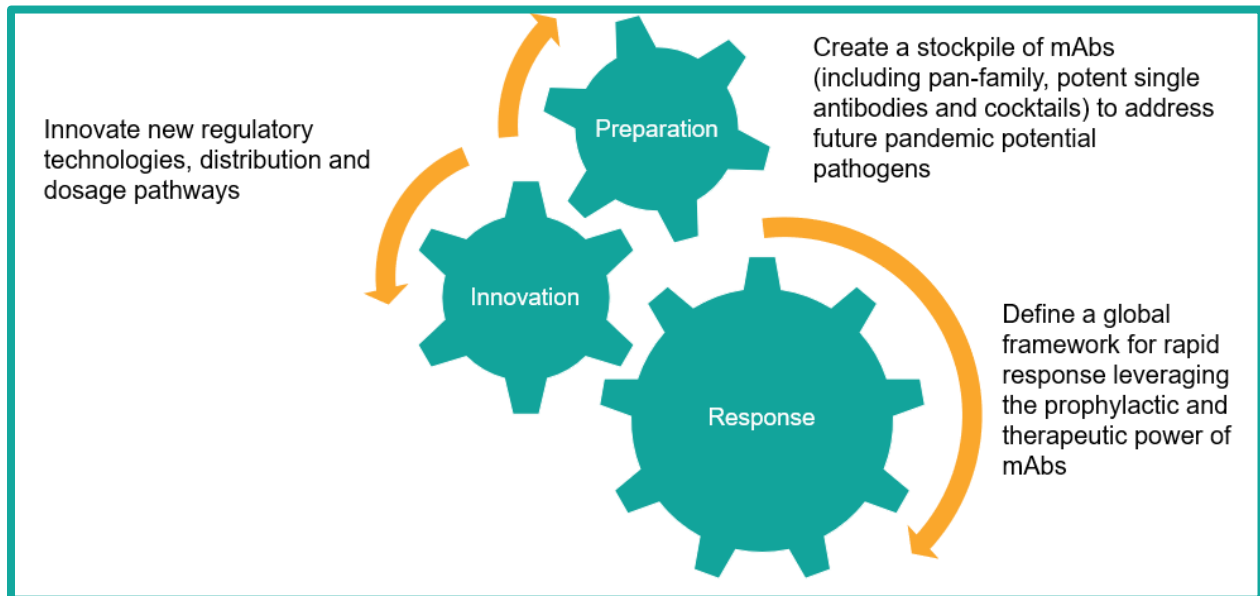 Innovate new regulatory
technologies, distribution and
dosage pathways
Preparation
Create a stockpile of mAbs
(including pan-family, potent single
antibodies and cocktails) to address
future pandemic potential
pathogens
Innovation
Response
Define a global
framework for rapid
response leveraging
the prophylactic and
therapeutic power of
mAbs